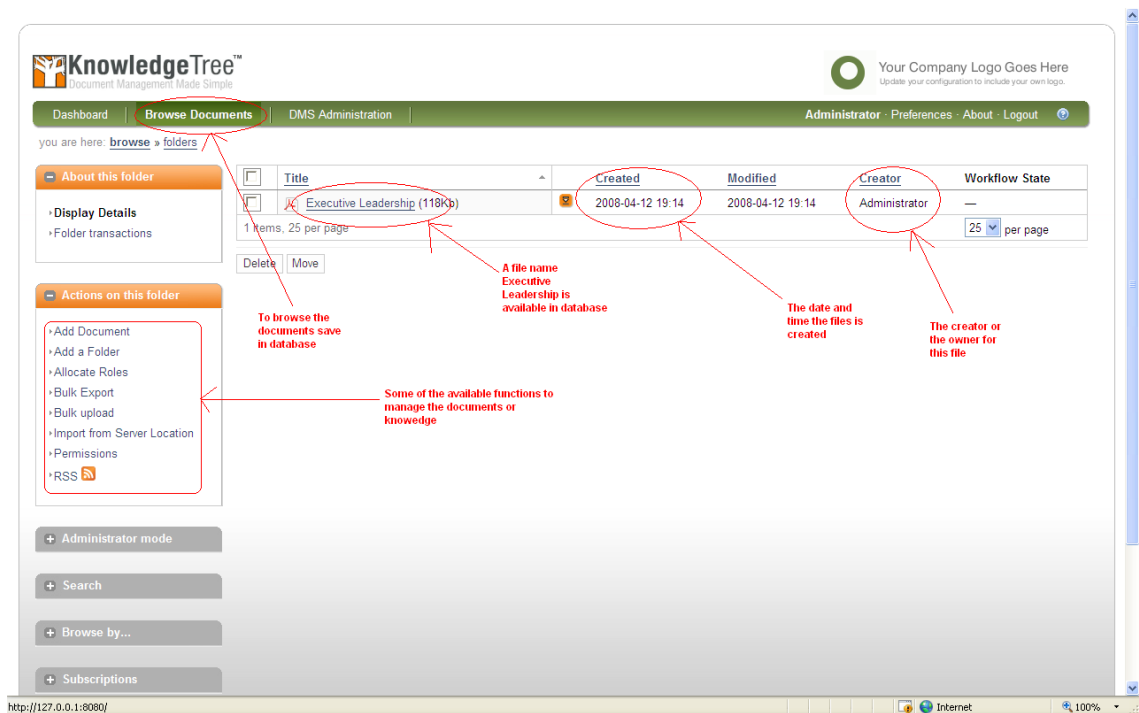 KnowledgeTree™
Document Management Made Simple
Your Company Logo Goes Here
Update your configuration to include your own logo.
Dashboard Browse Documents DMS Administration Administrator · Preferences · About · Logout ?
you are here: browse » folders
About this folder
Display Details
Folder transactions
Title Created Modified Creator Workflow State
Executive Leadership (118Kb) 2008-04-12 19:14 2008-04-12 19:14 Administrator —
1 items, 25 per page 25 per page
Delete Move
A file name
Executive
Leadership is
available in database
The date and
time the files is
created
The creator or
the owner for
this file
To browse the
documents save
in database
Actions on this folder
Add Document
Add a Folder
Allocate Roles
Bulk Export
Bulk upload
Import from Server Location
Permissions
RSS
Some of the available functions to
manage the documents or
knowedge
Administrator mode
Search
Browse by...
Subscriptions
http://127.0.0.1:8080/ Internet 100%